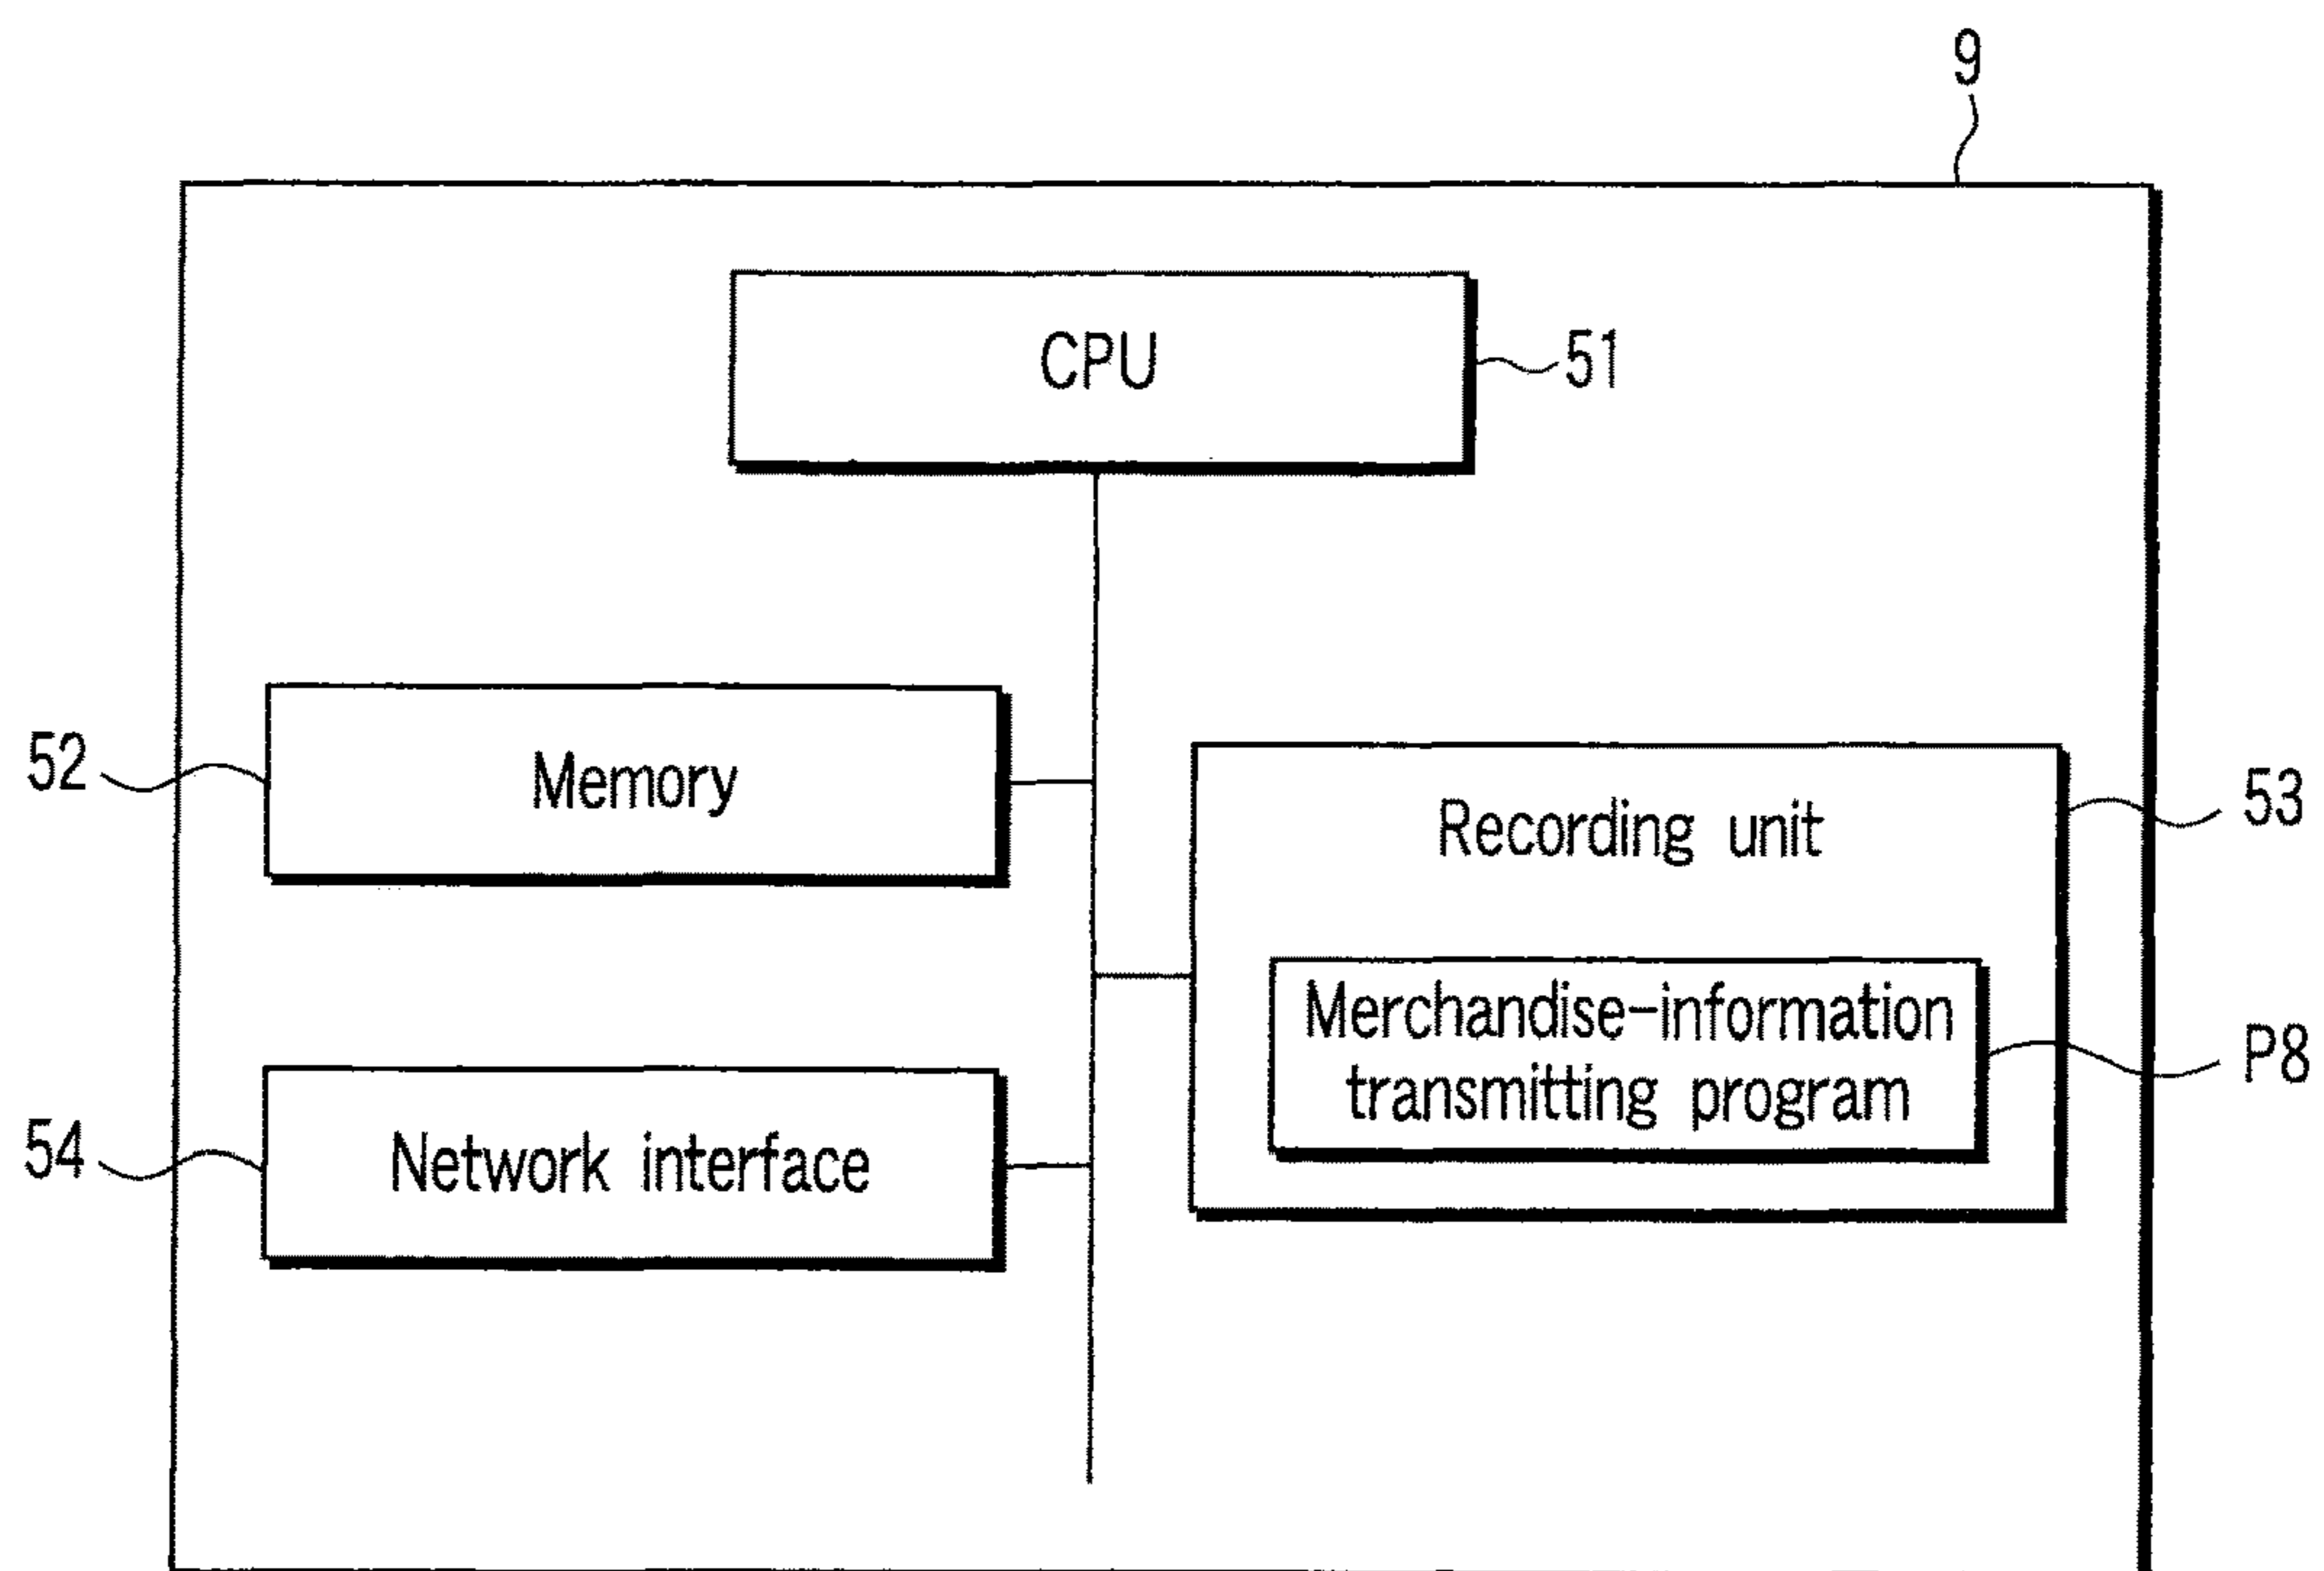 9
CPU
51
52
Memory
Recording unit
53
Merchandise-information
transmitting program
P8
54
Network interface